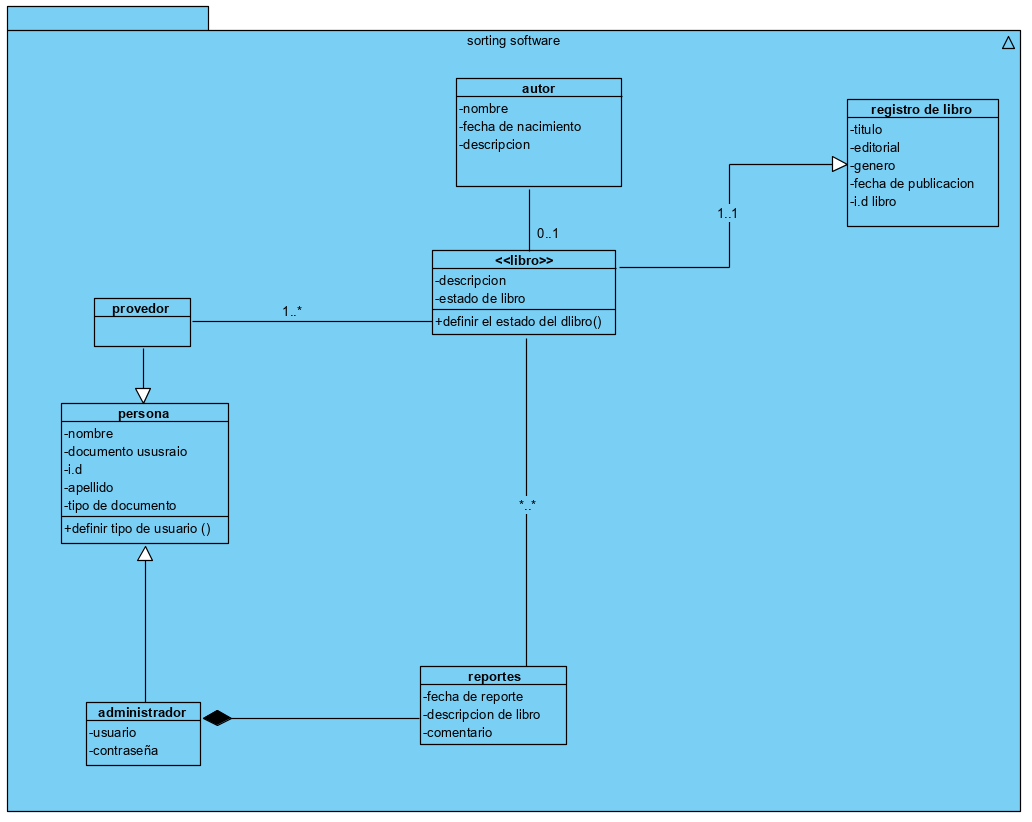 sorting software
autor
-nombre
-fecha de nacimiento
-descripcion
registro de libro
-titulo
-editorial
-genero
-fecha de publicacion
-i.d libro
1..1
0..1
<<libro>>
-descripcion
-estado de libro
+definir el estado del dlibro()
1..*
provedor
persona
-nombre
-documento ususraio
-i.d
-apellido
-tipo de documento
+definir tipo de usuario ()
*..*
reportes
-fecha de reporte
-descripcion de libro
-comentario
administrador
-usuario
-contraseña